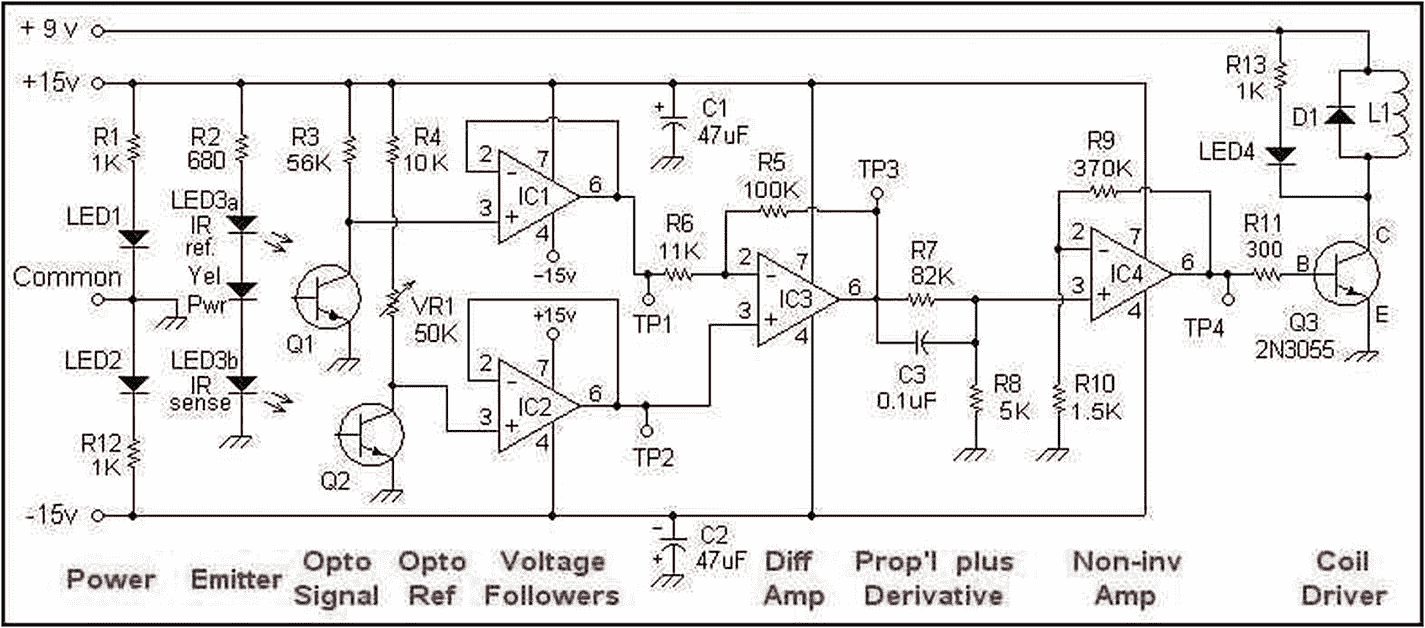 + 9 v
+15v
R1
1K
LED1
Common
LED2
R12
1K
-15v
R2
680
LED3a
IR
ref.
Yel
Pwr
LED3b
IR
sense
R3
56K
Q1
R4
10K
VR1
50K
Q2
2
-
7
IC1
6
3
+
4
-15v
+15v
2
-
7
IC2
6
3
+
4
+
C1
47uF
R5
100K
R6
11K
TP1
TP2
TP3
2
-
7
IC3
6
3
+
4
-
C2
+
47uF
R7
82K
C3
0.1uF
R8
5K
R9
370K
2
-
7
IC4
6
3
+
4
R10
1.5K
TP4
R11
300
R13
1K
LED4
D1
L1
B
C
E
Q3
2N3055
Power
Emitter
Opto
Signal
Opto
Ref
Voltage
Followers
Diff
Amp
Prop'l plus
Derivative
Non-inv
Amp
Coil
Driver